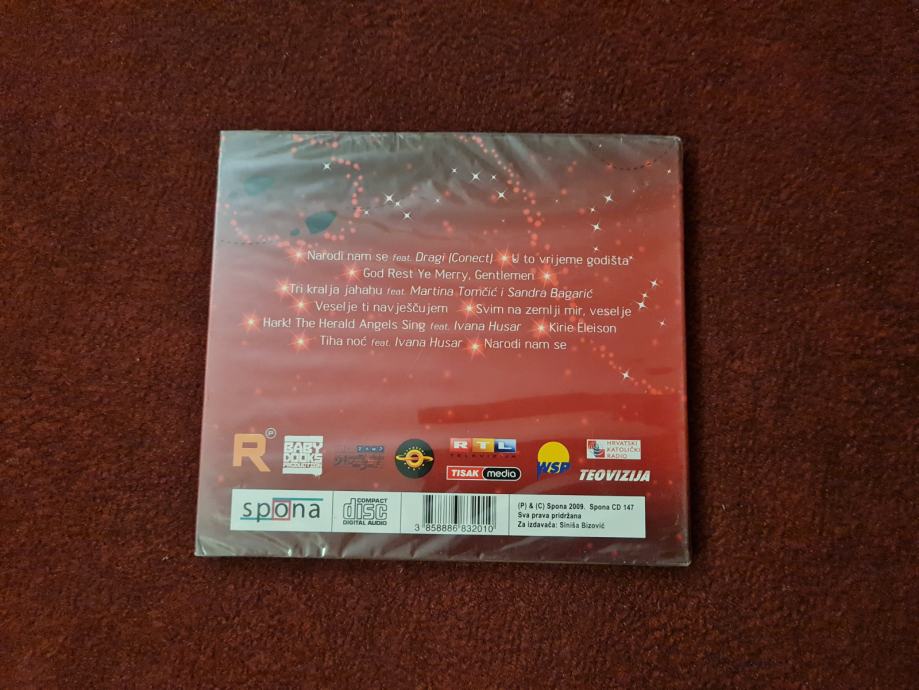 Narodi nam se feat. Dragi (Conect) U to vrijeme godišta*
God Rest Ye Merry, Gentlemen
Tri kralja jahahu feat. Martina Tomčić i Sandra Bagarić
Veselje ti navješčujem Svim na zemlji mir, veselje
Hark! The Herald Angels Sing feat. Ivana Husar Kirie Eleison
Tiha noć feat. Ivana Husar Narodi nam se
R P
BABY
DOOKS
PRODUCTION
RTL
TELEVIZIJA
TISAK media
WSP
HRVATSKI
KATOLIČKI
RADIO
TEOVIZIJA
spona
COMPACT
disc
DIGITAL AUDIO
3 858886 832010
(P) & (C) Spona 2009. Spona CD 147
Sva prava pridržana
Za izdavača: Siniša Bizović